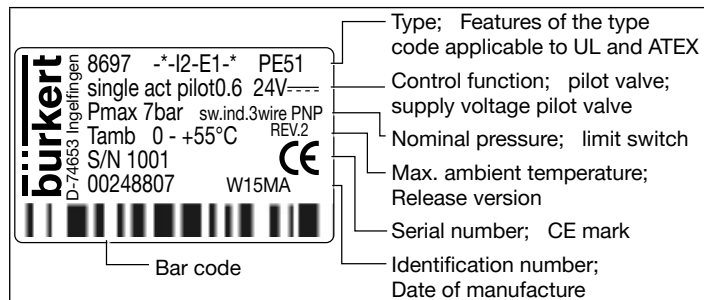 bürkert
D-74653 Ingelfingen
8697 -*-I2-E1-* PE51
single act pilot0.6 24V
Pmax 7bar sw.ind.3wire PNP
Tamb 0 - +55°C REV.2
S/N 1001 CE
00248807 W15MA
Type; Features of the type
code applicable to UL and ATEX
Control function; pilot valve;
supply voltage pilot valve
Nominal pressure; limit switch
Max. ambient temperature;
Release version
Serial number; CE mark
Identification number;
Date of manufacture
Bar code